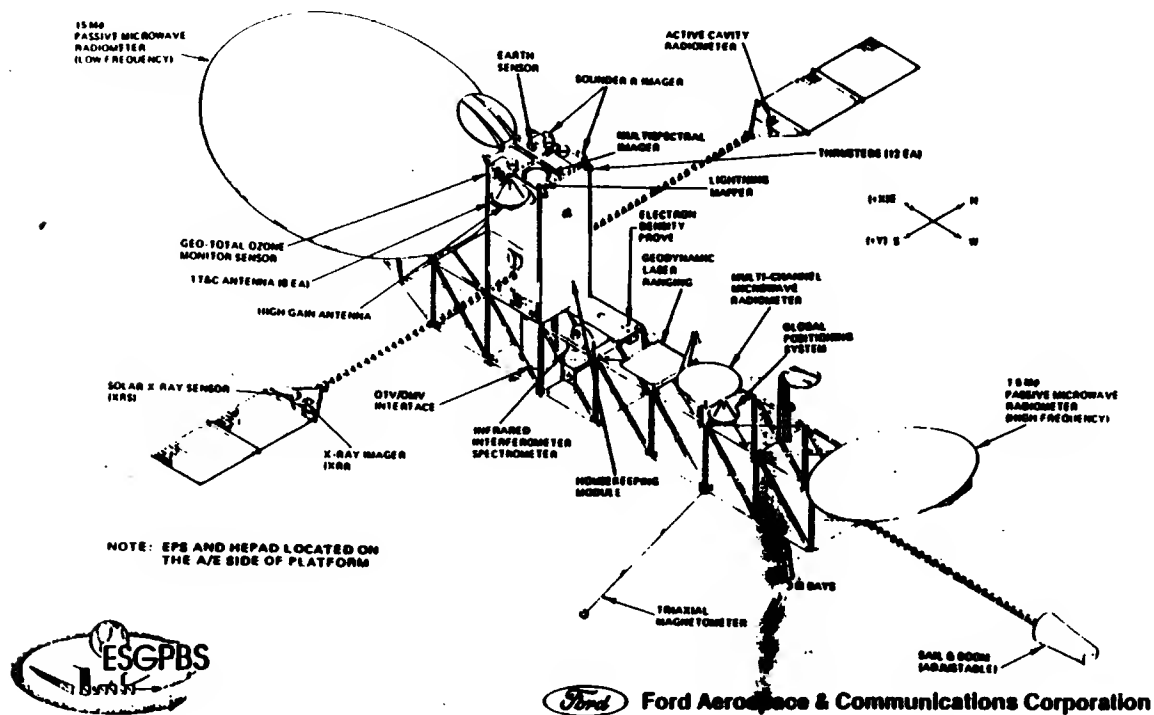 15 Mø
PASSIVE MICROWAVE
RADIOMETER
(LOW FREQUENCY)
EARTH
SENSOR
SOUNDER R IMAGER
ACTIVE CAVITY
RADIOMETER
MULTISPECTRAL
IMAGER
THRUSTERS (12 EA)
LIGHTNING
MAPPER
ELECTRON
DENSITY
PROVE
GEODYNAMIC
LASER
RANGING
MULTI-CHANNEL
MICROWAVE
RADIOMETER
GLOBAL
POSITIONING
SYSTEM
(+X)E
N
(+Y) S
W
GEO-TOTAL OZONE
MONITOR SENSOR
TT&C ANTENNA (6 EA)
HIGH GAIN ANTENNA
SOLAR X RAY SENSOR
(XRS)
X-RAY IMAGER
(XRI)
OTV/OMV
INTERFACE
INFRARED
INTERFEROMETER
SPECTROMETER
HOUSEKEEPING
MODULE
PASSIVE MICROWAVE
RADIOMETER
(HIGH FREQUENCY)
BAYS
TRIAXIAL
MAGNETOMETER
SAIL & BOOM
(ADJUSTABLE)
NOTE: EPS AND HEPAD LOCATED ON
THE A/E SIDE OF PLATFORM
ESGPBS
Ford
Ford Aerospace & Communications Corporation